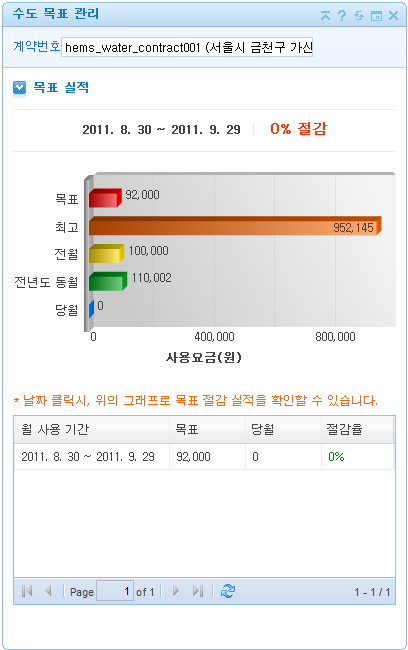 수도 목표 관리
계약번호 hems_water_contract001 (서울시 금천구 가산
목표 실적
2011. 8. 30 ~ 2011. 9. 29 0% 절감
목표 92,000
최고 952,145
전월 100,000
전년도 동월 110,002
당월 0
0 400,000 800,000
사용요금(원)
* 날짜 클릭시, 위의 그래프로 목표 절감 실적을 확인할 수 있습니다.
월 사용 기간 목표 당월 절감율
2011. 8. 30 ~ 2011. 9. 29 92,000 0 0%
Page 1 of 1 1 - 1 / 1